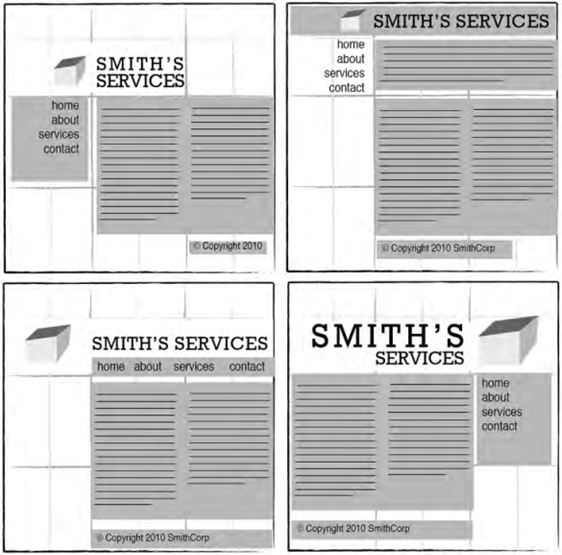 SMITH'S
SERVICES
home
about
services
contact
© Copyright 2010
SMITH'S SERVICES
home
about
services
contact
© Copyright 2010 SmithCorp
SMITH'S SERVICES
home about services contact
© Copyright 2010 SmithCorp
SMITH'S
SERVICES
home
about
services
contact
© Copyright 2010 SmithCorp